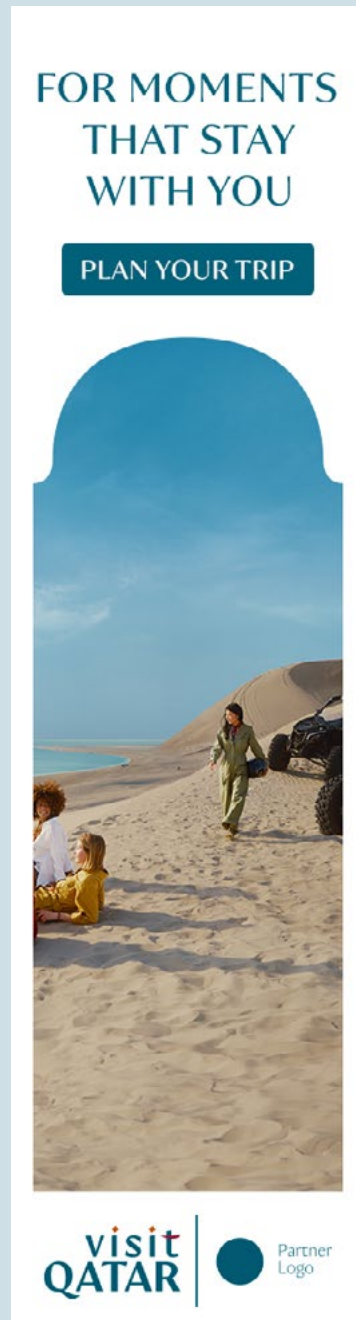 FOR MOMENTS
THAT STAY
WITH YOU
PLAN YOUR TRIP
visit
QATAR
Partner
Logo